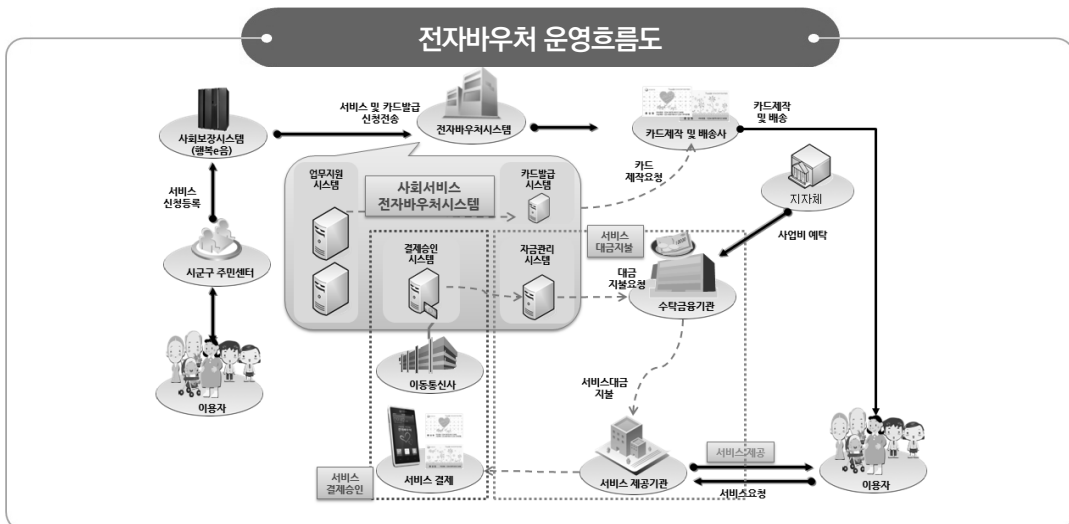 전자바우처 운영흐름도
서비스 및 카드발급
신청전송
카드제작
및 배송
사회보장시스템
(행복e음)
전자바우처시스템
카드제작 및 배송사
업무지원
시스템
사회서비스
전자바우처시스템
카드발급
시스템
카드
제작요청
지자체
서비스
신청등록
사업비 예탁
결제승인
시스템
자금관리
시스템
서비스
대금지불
시군구 주민센터
대금
지불요청
수탁금융기관
이동통신사
서비스대금
지불
이용자
서비스
결제승인
서비스 결제
서비스 제공기관
서비스 제공
서비스요청
이용자